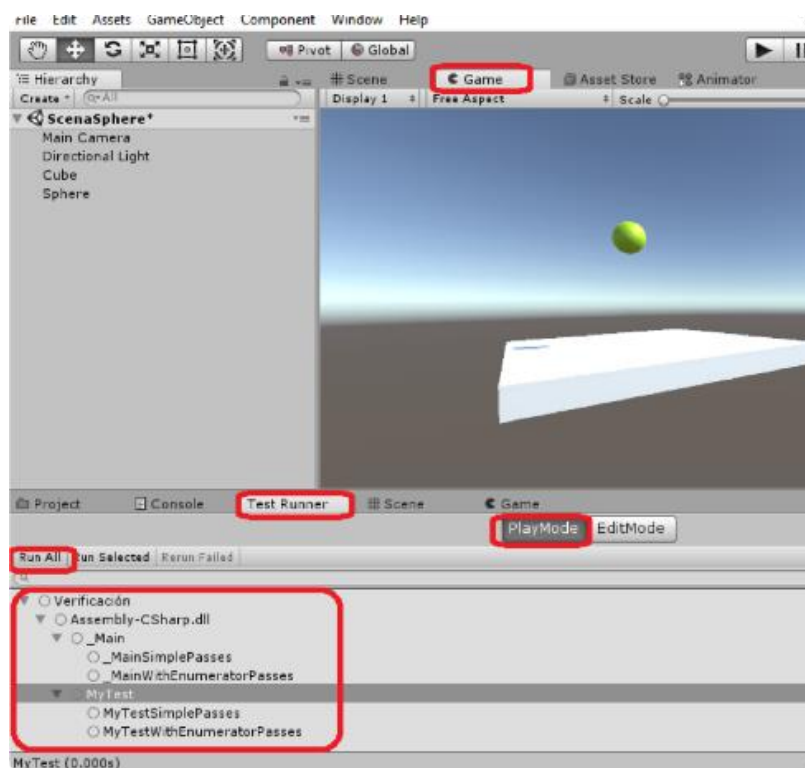 File Edit Assets GameObject Component Window Help
Pivot Global
Hierarchy
Scene Game Asset Store Animator
Create All
Display 1 Free Aspect Scale
ScenaSphere*
Main Camera
Directional Light
Cube
Sphere
Project Console Test Runner Scene Game
PlayMode EditMode
Run All Run Selected Rerun Failed
Verificación
Assembly-CSharp.dll
_Main
_MainSimplePasses
_MainWithEnumeratorPasses
MyTest
MyTestSimplePasses
MyTestWithEnumeratorPasses
MyTest (0.000s)